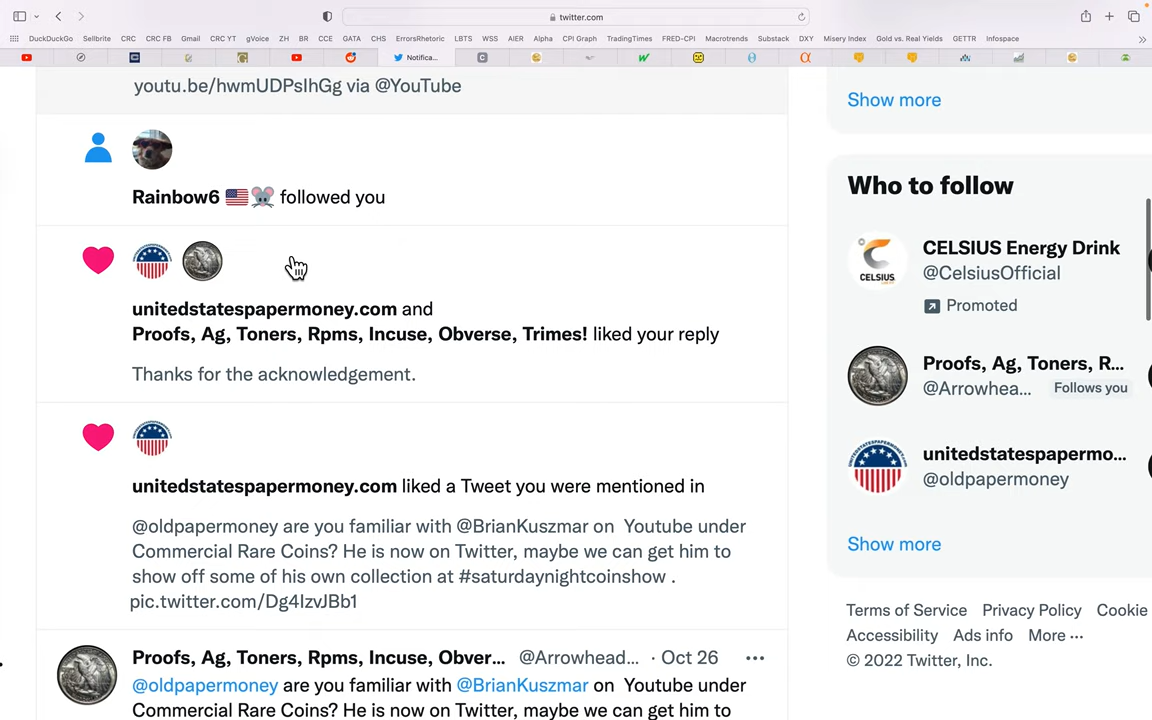 twitter.com
DuckDuckGo Sellbrite CRC CRC FB Gmail CRC YT gVoice ZH BR CCE GATA CHS ErrorsRhetoric LBTS WSS AIER Alpha CPI Graph TradingTimes FRED-CPI Macrotrends Substack DXY Misery Index Gold vs. Real Yields GETTR Infospace
Notifica...
youtu.be/hwmUDPsIhGg via @YouTube
Show more
Rainbow6 🇺🇸🐭 followed you
Who to follow
CELSIUS
CELSIUS Energy Drink
@CelsiusOfficial
Promoted
unitedstatespapermoney.com and
Proofs, Ag, Toners, Rpms, Incuse, Obverse, Trimes! liked your reply
Thanks for the acknowledgement.
Proofs, Ag, Toners, R...
@Arrowhea... Follows you
unitedstatespapermo...
@oldpapermoney
unitedstatespapermoney.com liked a Tweet you were mentioned in
@oldpapermoney are you familiar with @BrianKuszmar on Youtube under
Commercial Rare Coins? He is now on Twitter, maybe we can get him to
show off some of his own collection at #saturdaynightcoinshow .
pic.twitter.com/Dg4IzvJBb1
Show more
Terms of Service Privacy Policy Cookie
Accessibility Ads info More ···
© 2022 Twitter, Inc.
Proofs, Ag, Toners, Rpms, Incuse, Obver... @Arrowhead... · Oct 26 ···
@oldpapermoney are you familiar with @BrianKuszmar on Youtube under
Commercial Rare Coins? He is now on Twitter, maybe we can get him to